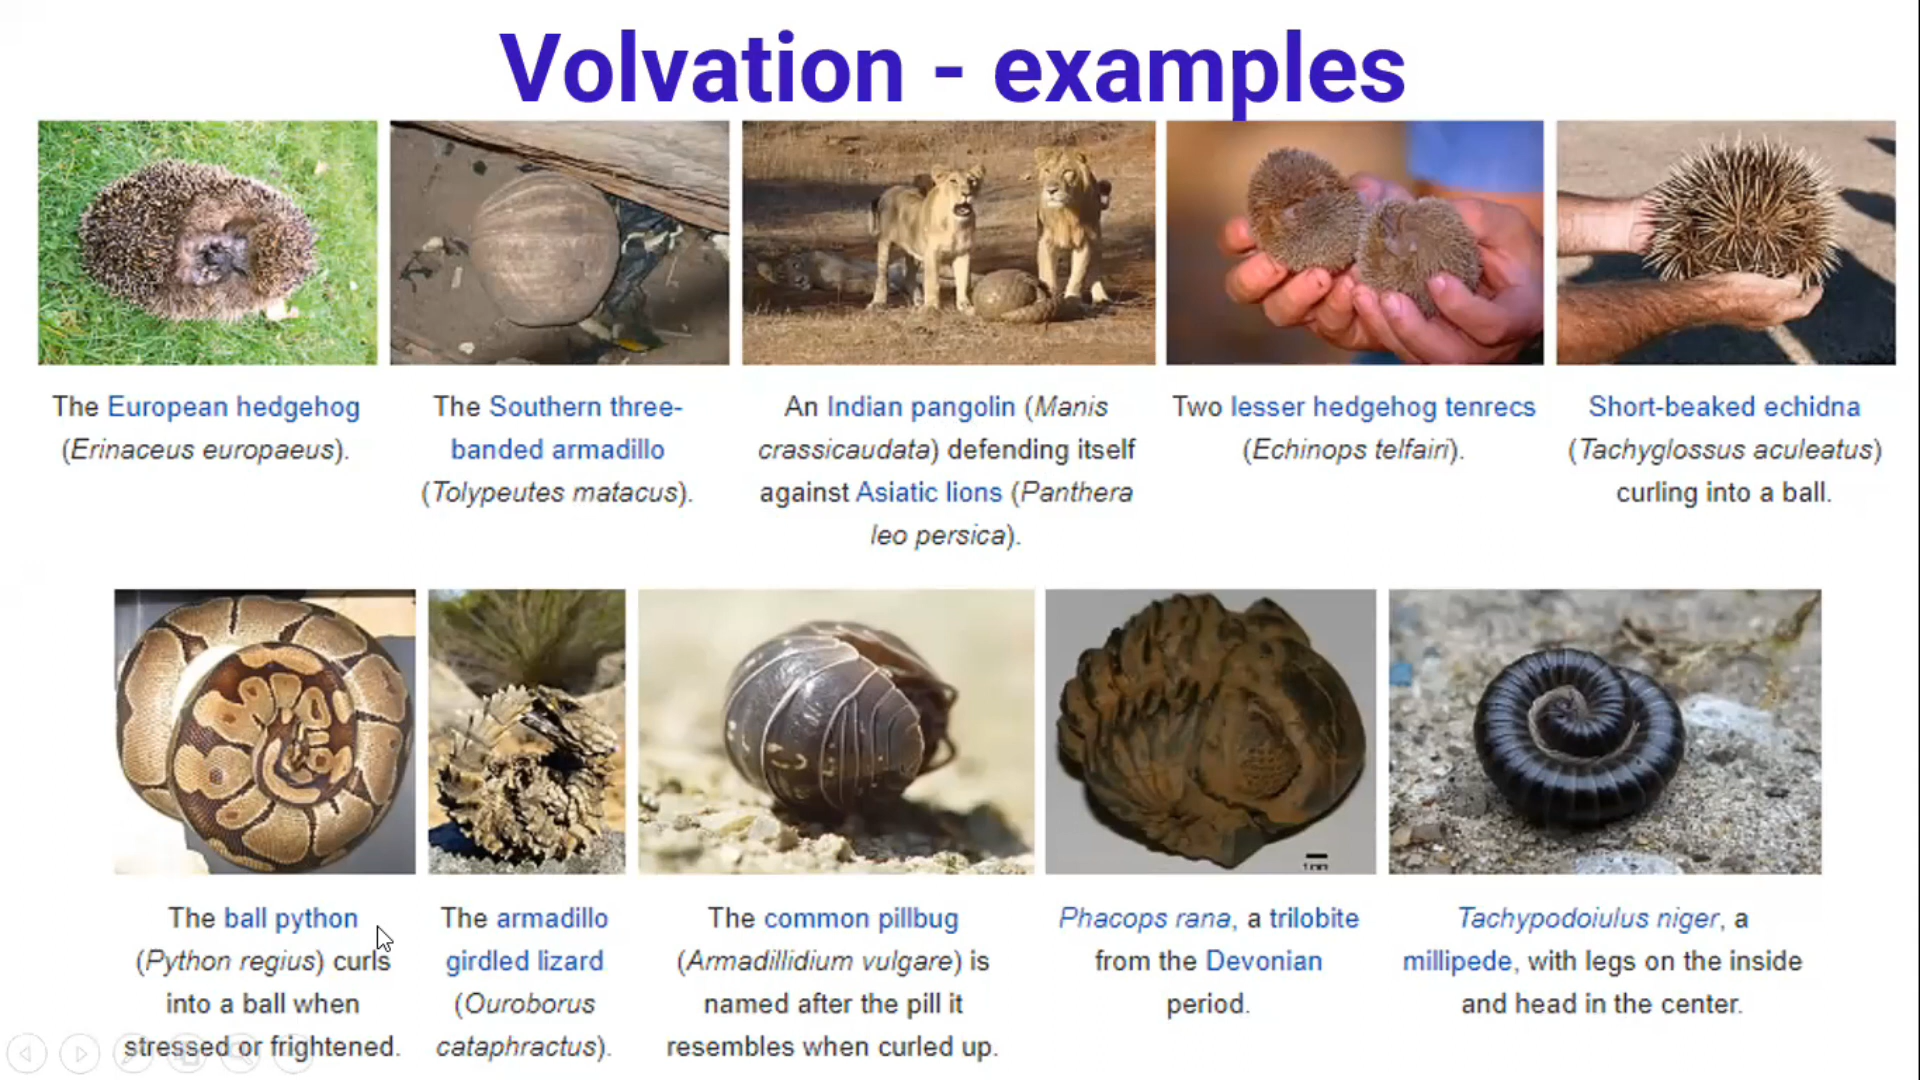 Volvation - examples
The European hedgehog
(Erinaceus europaeus).
The Southern three-
banded armadillo
(Tolypeutes matacus).
An Indian pangolin (Manis
crassicaudata) defending itself
against Asiatic lions (Panthera
leo persica).
Two lesser hedgehog tenrecs
(Echinops telfairi).
Short-beaked echidna
(Tachyglossus aculeatus)
curling into a ball.
1 mm
The ball python
(Python regius) curls
into a ball when
stressed or frightened.
The armadillo
girdled lizard
(Ouroborus
cataphractus).
The common pillbug
(Armadillidium vulgare) is
named after the pill it
resembles when curled up.
Phacops rana, a trilobite
from the Devonian
period.
Tachypodoiulus niger, a
millipede, with legs on the inside
and head in the center.